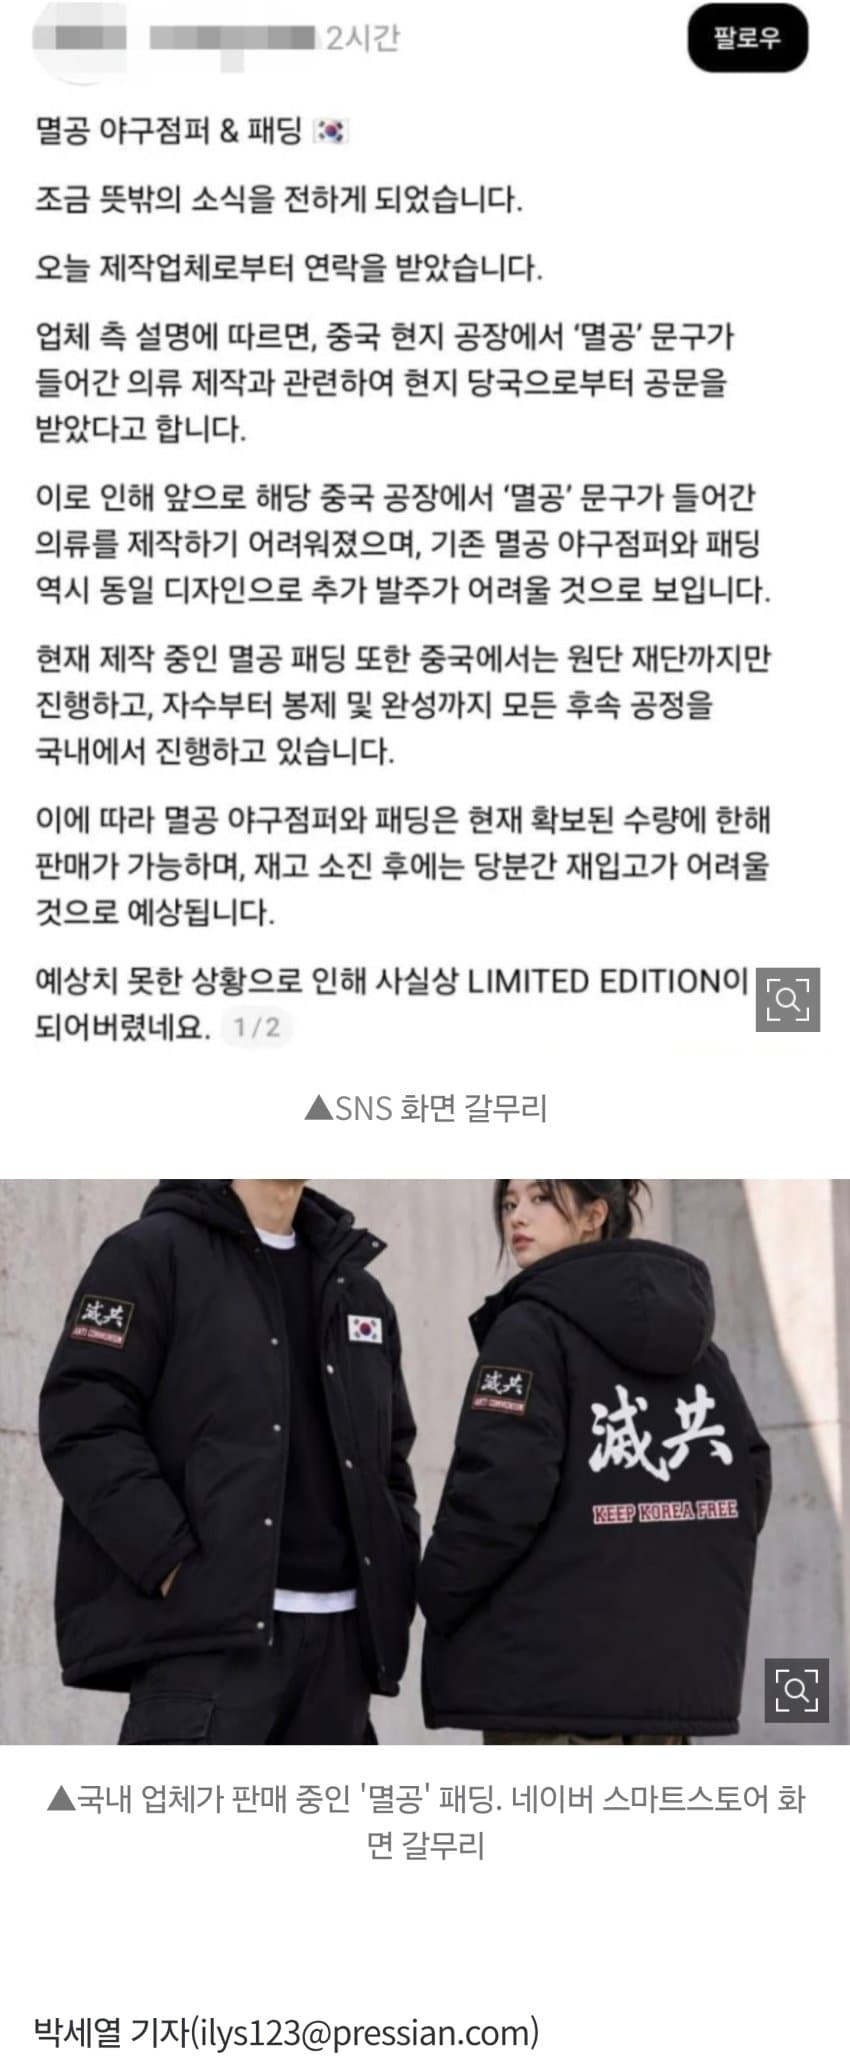 2시간
팔로우
멸공 야구점퍼 & 패딩 🇰🇷
조금 뜻밖의 소식을 전하게 되었습니다.
오늘 제작업체로부터 연락을 받았습니다.
업체 측 설명에 따르면, 중국 현지 공장에서 ‘멸공’ 문구가
들어간 의류 제작과 관련하여 현지 당국으로부터 공문을
받았다고 합니다.
이로 인해 앞으로 해당 중국 공장에서 ‘멸공’ 문구가 들어간
의류를 제작하기 어려워졌으며, 기존 멸공 야구점퍼와 패딩
역시 동일 디자인으로 추가 발주가 어려울 것으로 보입니다.
현재 제작 중인 멸공 패딩 또한 중국에서는 원단 재단까지만
진행하고, 자수부터 봉제 및 완성까지 모든 후속 공정을
국내에서 진행하고 있습니다.
이에 따라 멸공 야구점퍼와 패딩은 현재 확보된 수량에 한해
판매가 가능하며, 재고 소진 후에는 당분간 재입고가 어려울
것으로 예상됩니다.
예상치 못한 상황으로 인해 사실상 LIMITED EDITION이
되어버렸네요. 1/2
▲SNS 화면 갈무리
滅共
ANTI COMMUNISM
滅共
ANTI COMMUNISM
滅共
KEEP KOREA FREE
▲국내 업체가 판매 중인 '멸공' 패딩. 네이버 스마트스토어 화
면 갈무리
박세열 기자(ilys123@pressian.com)